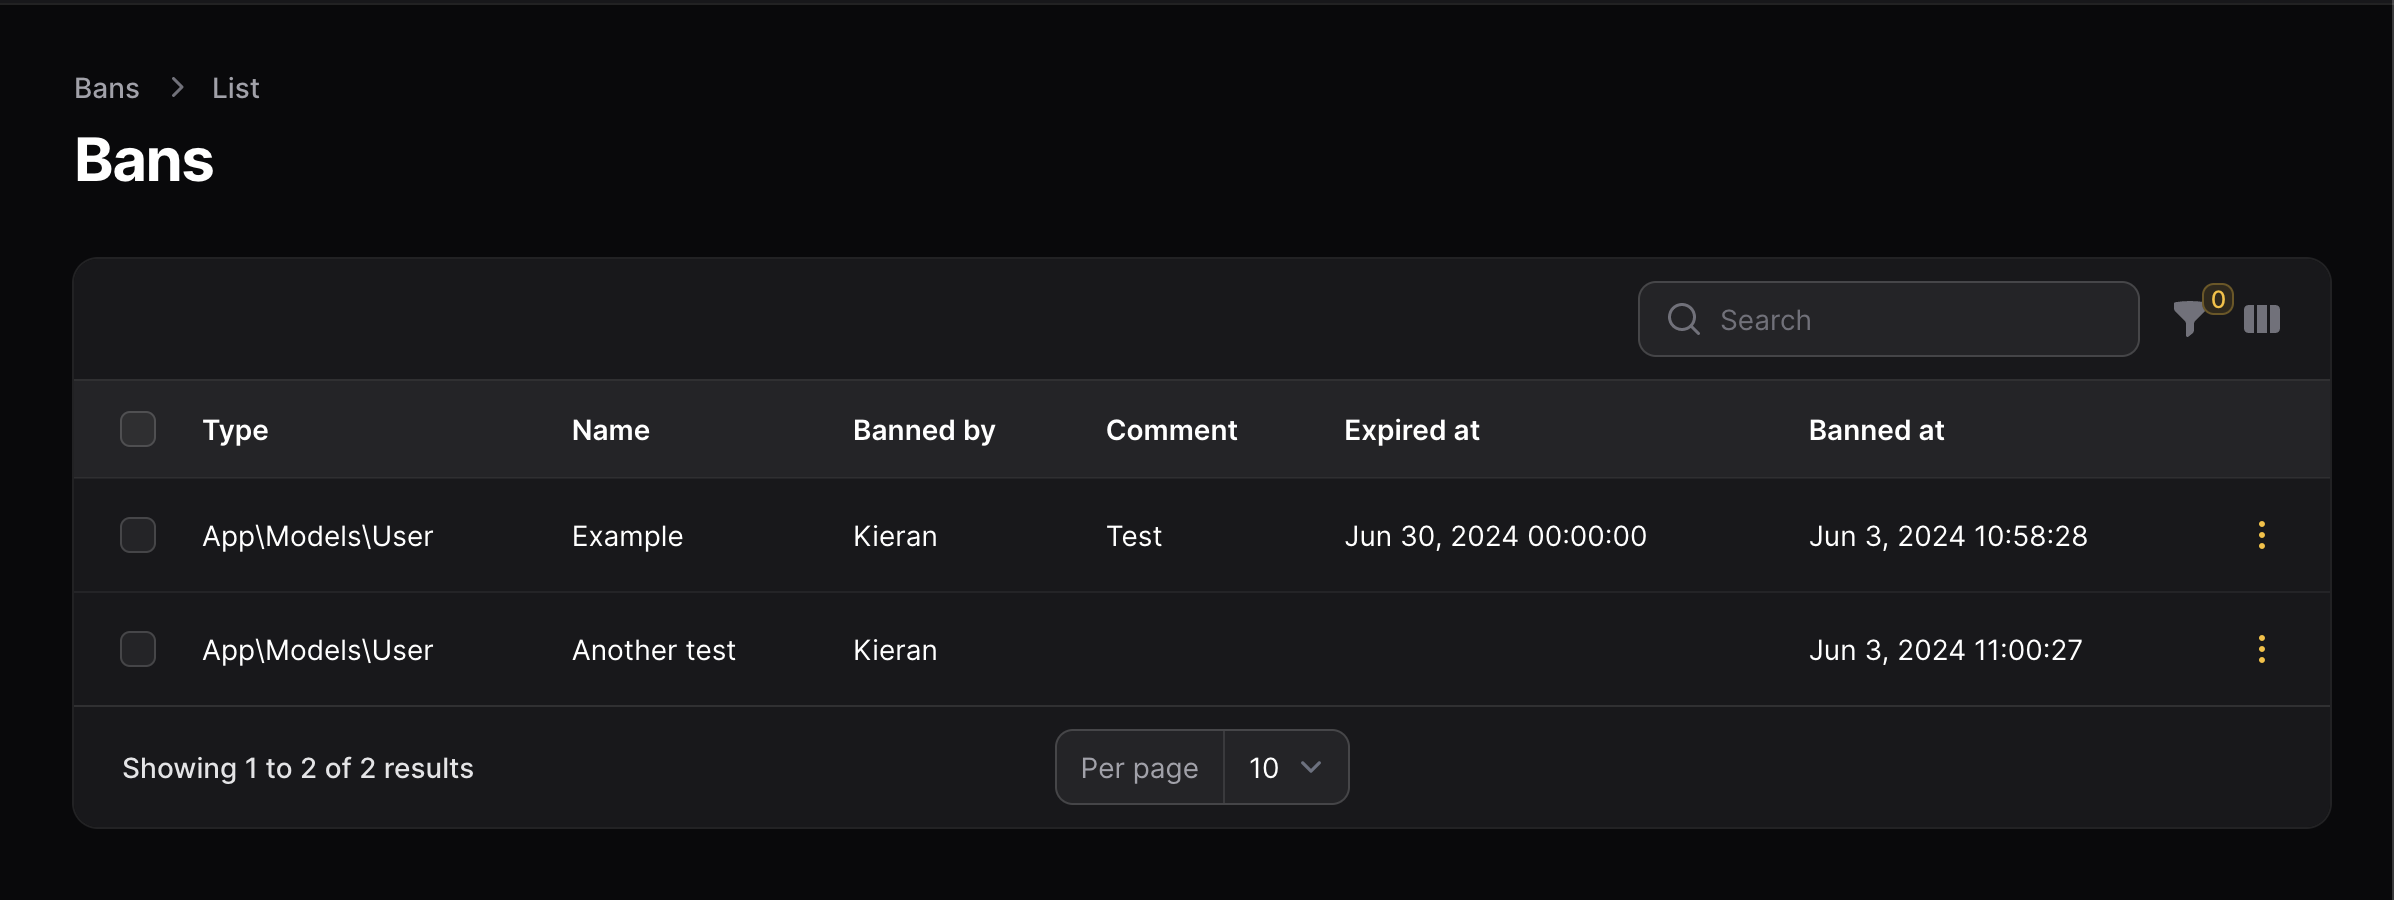 Bans > List
Bans
Search
0
Type Name Banned by Comment Expired at Banned at
App\Models\User Example Kieran Test Jun 30, 2024 00:00:00 Jun 3, 2024 10:58:28
App\Models\User Another test Kieran Jun 3, 2024 11:00:27
Showing 1 to 2 of 2 results Per page 10